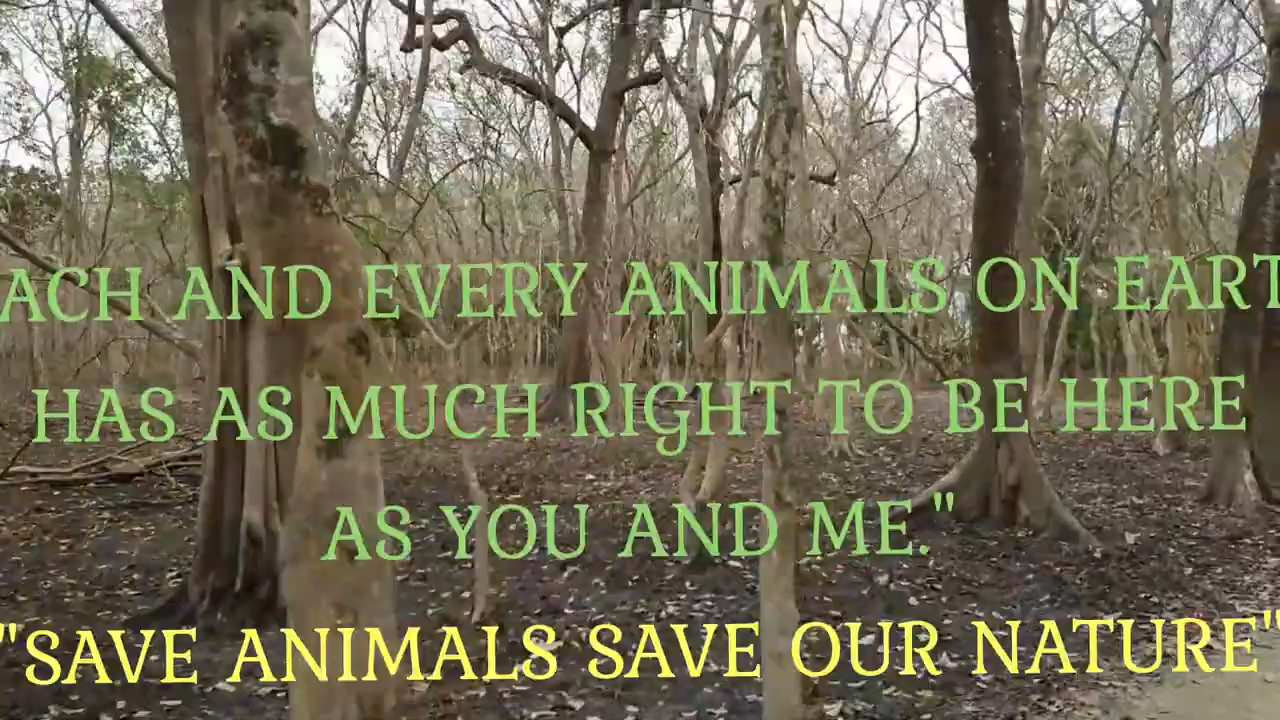 ACH AND EVERY ANIMALS ON EART
HAS AS MUCH RIGHT TO BE HERE
AS YOU AND ME."
"SAVE ANIMALS SAVE OUR NATURE"